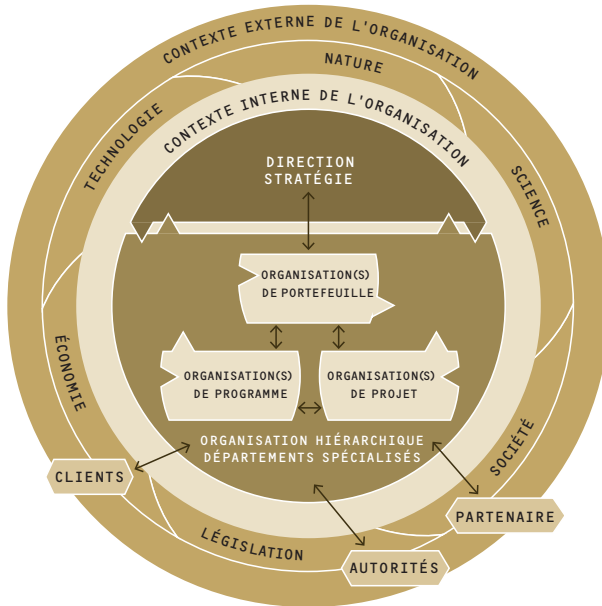 CONTEXTE EXTERNE DE L'ORGANISATION
NATURE
TECHNOLOGIE
SCIENCE
CONTEXTE INTERNE DE L'ORGANISATION
DIRECTION
STRATÉGIE
ORGANISATION(S)
DE PORTEFEUILLE
ORGANISATION(S)
DE PROGRAMME
ORGANISATION(S)
DE PROJET
ORGANISATION HIÉRARCHIQUE
DÉPARTEMENTS SPÉCIALISÉS
ÉCONOMIE
SOCIÉTÉ
CLIENTS
PARTENAIRE
LÉGISLATION
AUTORITÉS